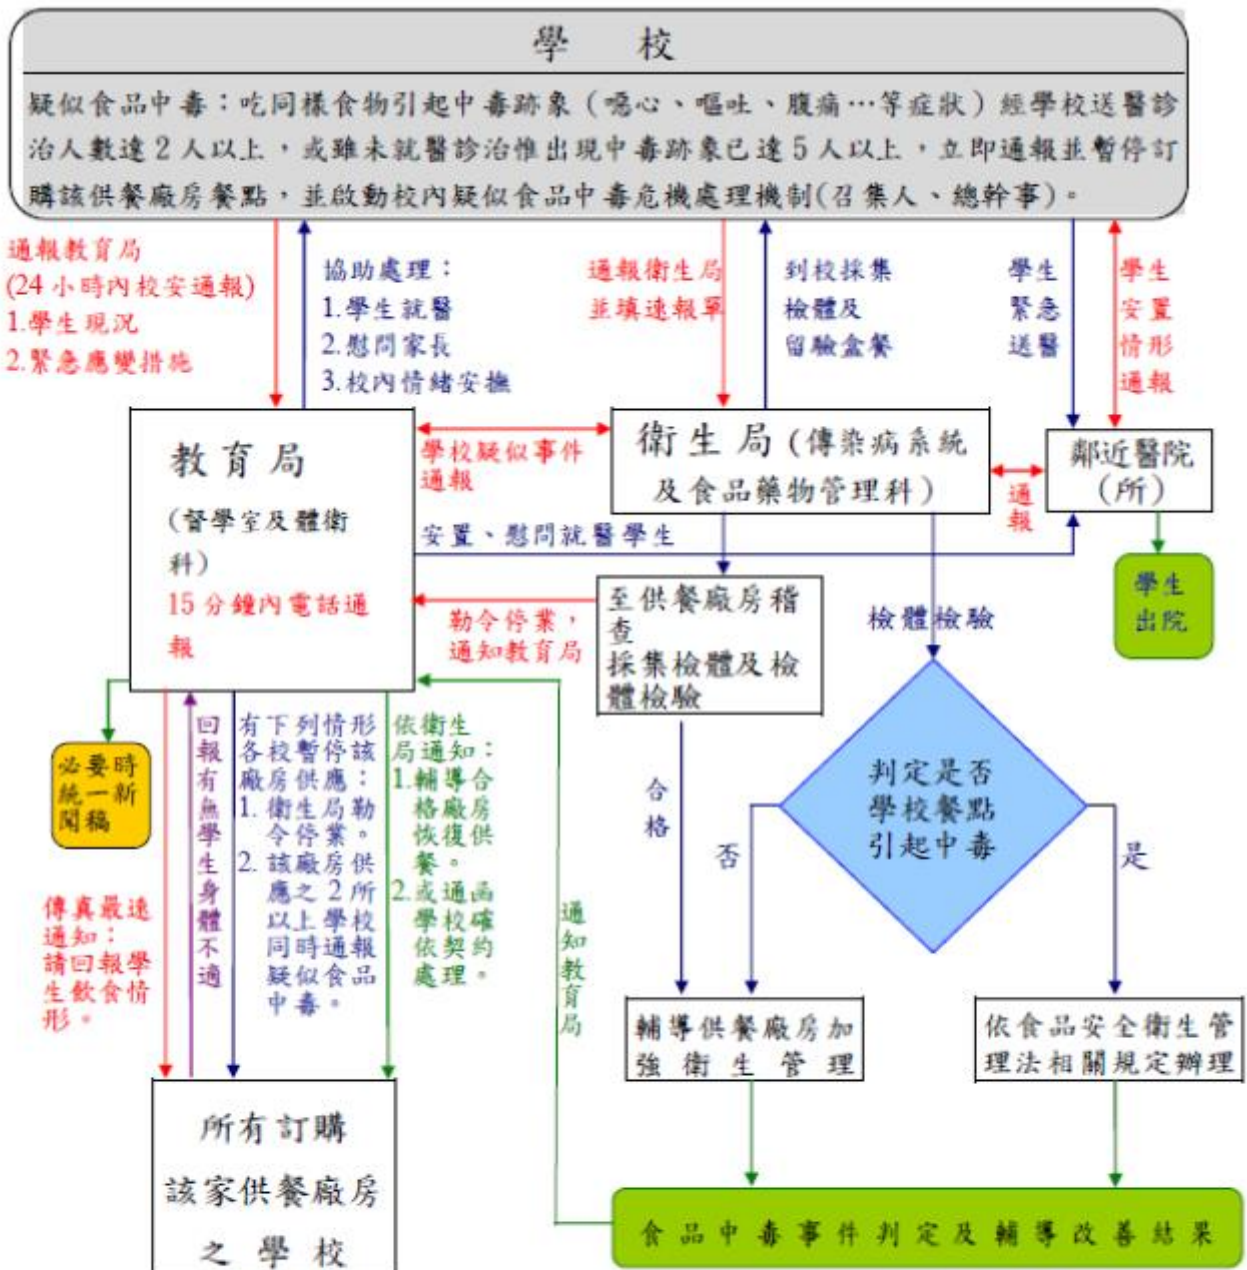 學 校
疑似食品中毒：吃同樣食物引起中毒跡象（噁心、嘔吐、腹痛…等症狀）經學校送醫診
治人數達 2 人以上，或雖未就醫診治惟出現中毒跡象已達 5 人以上，立即通報並暫停訂
購該供餐廠房餐點，並啟動校內疑似食品中毒危機處理機制(召集人、總幹事)。
通報教育局
(24 小時內校安通報)
1.學生現況
2.緊急應變措施
協助處理：
1.學生就醫
2.慰問家長
3.校內情緒安撫
通報衛生局
並填速報單
到校採集
檢體及
留驗盒餐
學生
緊急
送醫
學生
安置
情形
通報
教育局
(督學室及體衛
科)
15 分鐘內電話通
報
學校疑似事件
通報
衛生局(傳染病系統
及食品藥物管理科)
通
報
鄰近醫院
(所)
安置、慰問就醫學生
學生
出院
勒令停業，
通知教育局
至供餐廠房稽
查
採集檢體及檢
體檢驗
檢體檢驗
必要時
統一新
聞稿
傳真最速
通知：
請回報學
生飲食情
形。
回
報
有
無
學
生
身
體
不
適
有下列情形
各校暫停該
廠房供應：
1. 衛生局勒
令停業。
2. 該廠房供
應之 2 所
以上學校
同時通報
疑似食品
中毒。
依衛生
局通知：
1.輔導合
格廠房
恢復供
餐。
2.或通函
學校確
依契約
處理。
通
知
教
育
局
合
格
否
判定是否
學校餐點
引起中毒
是
輔導供餐廠房加
強衛生管理
依食品安全衛生管
理法相關規定辦理
所有訂購
該家供餐廠房
之學校
食品中毒事件判定及輔導改善結果